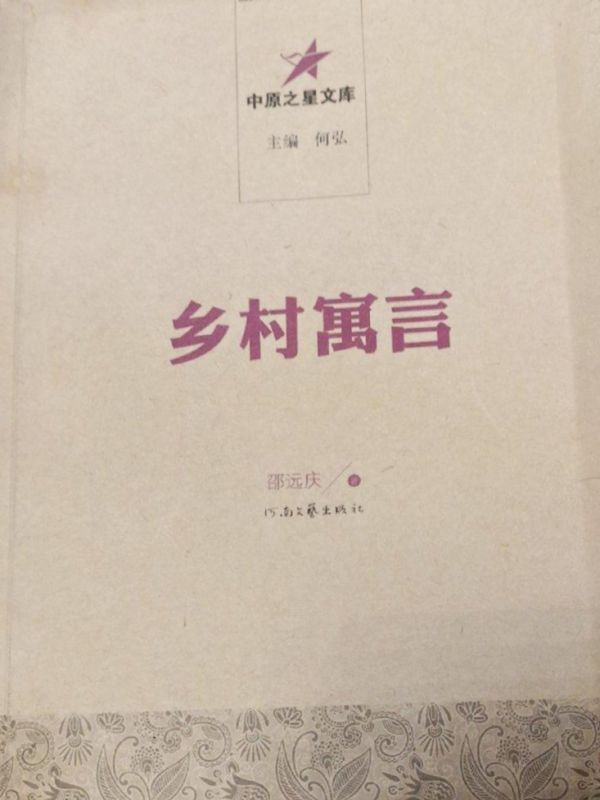 中原之星文库
主编 何弘
乡村寓言
邵远庆/著
河南文艺出版社